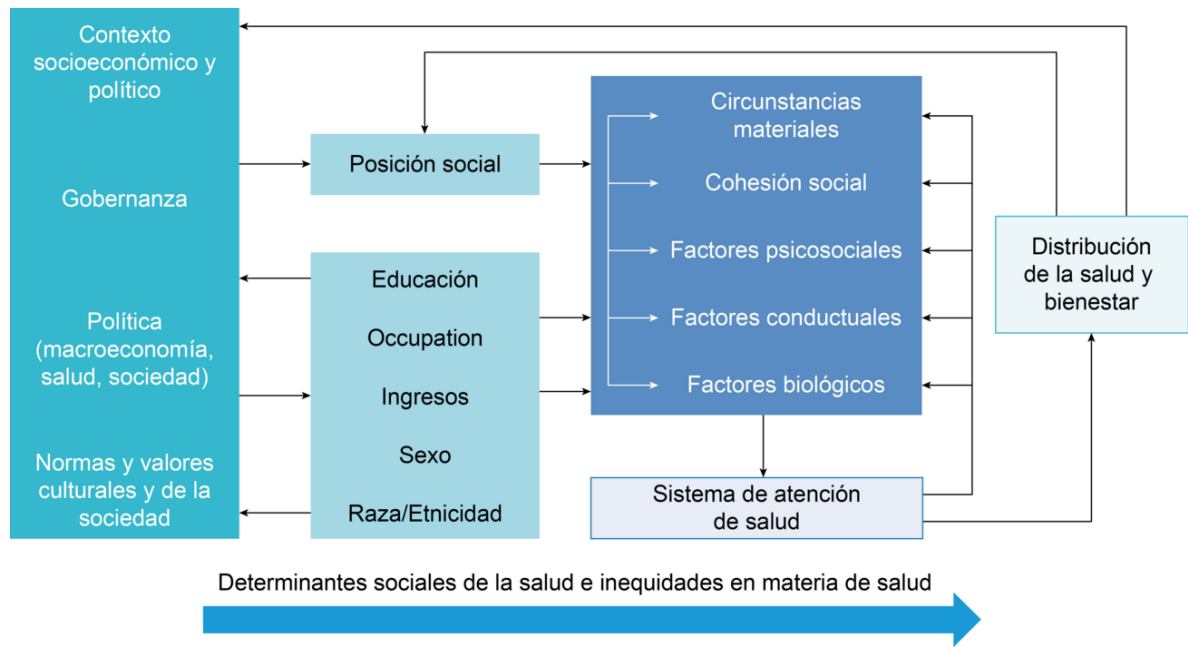 Contexto
socioeconómico y
político
Gobernanza
Política
(macroeconomía,
salud, sociedad)
Normas y valores
culturales y de la
sociedad
Posición social
Educación
Occupation
Ingresos
Sexo
Raza/Etnicidad
Circunstancias
materiales
Cohesión social
Factores psicosociales
Factores conductuales
Factores biológicos
Sistema de atención
de salud
Distribución
de la salud y
bienestar
Determinantes sociales de la salud e inequidades en materia de salud